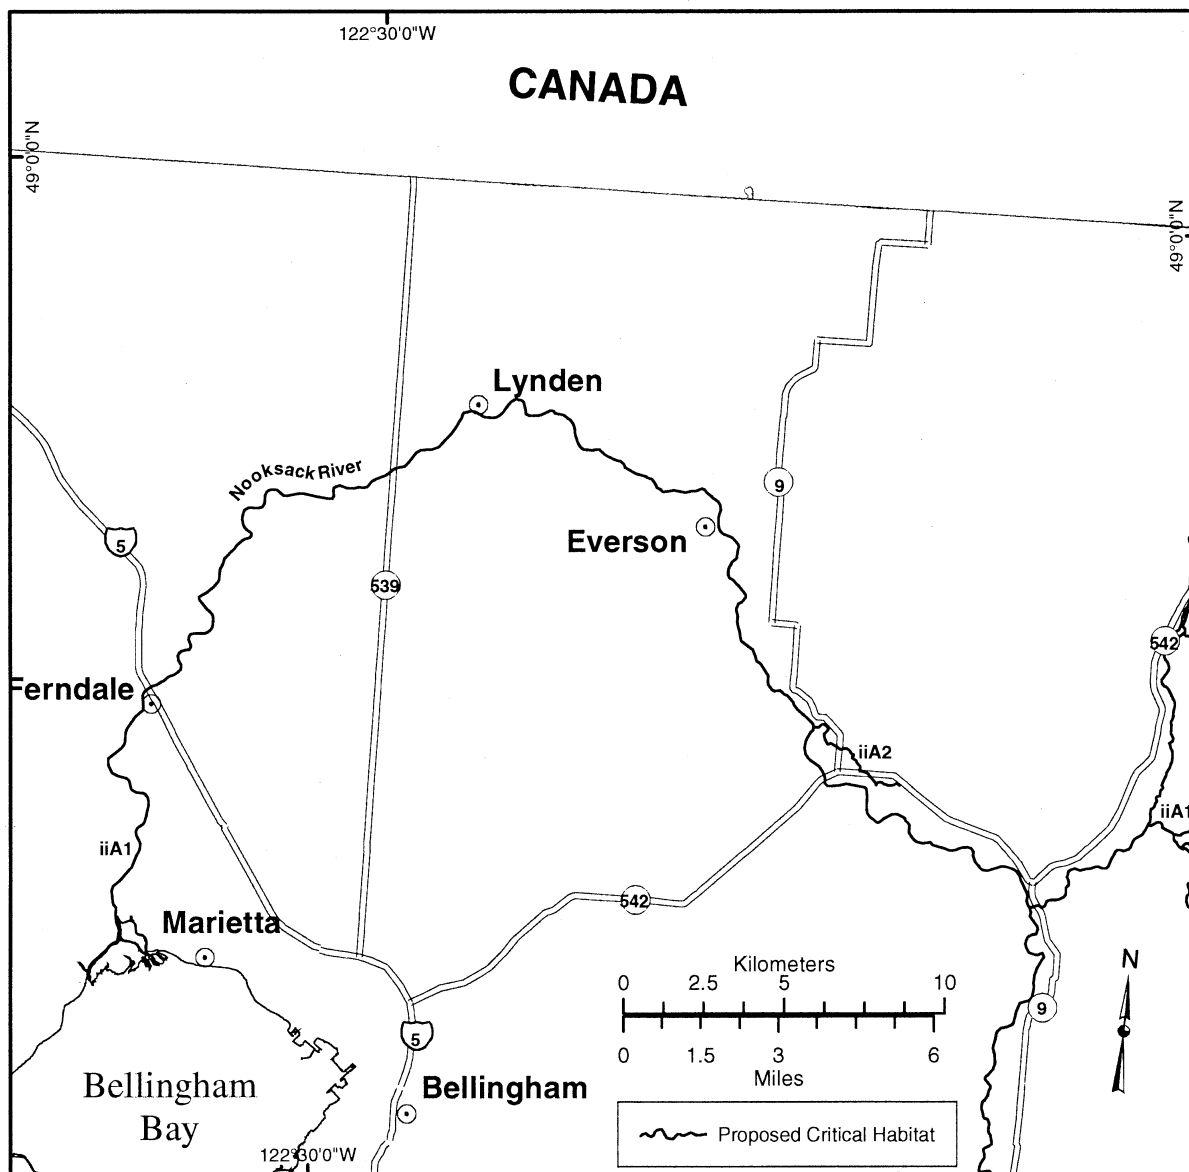 122°30'0"W
CANADA
49°0'0"N
49°0'0"N
Lynden
Nooksack River
9
Everson
5
539
542
Ferndale
iiA2
iiA1
iiA1
542
Marietta
Kilometers
0 2.5 5 10
N
9
5
0 1.5 3 6
Miles
Bellingham
Bellingham
Bay
Proposed Critical Habitat
122°30'0"W